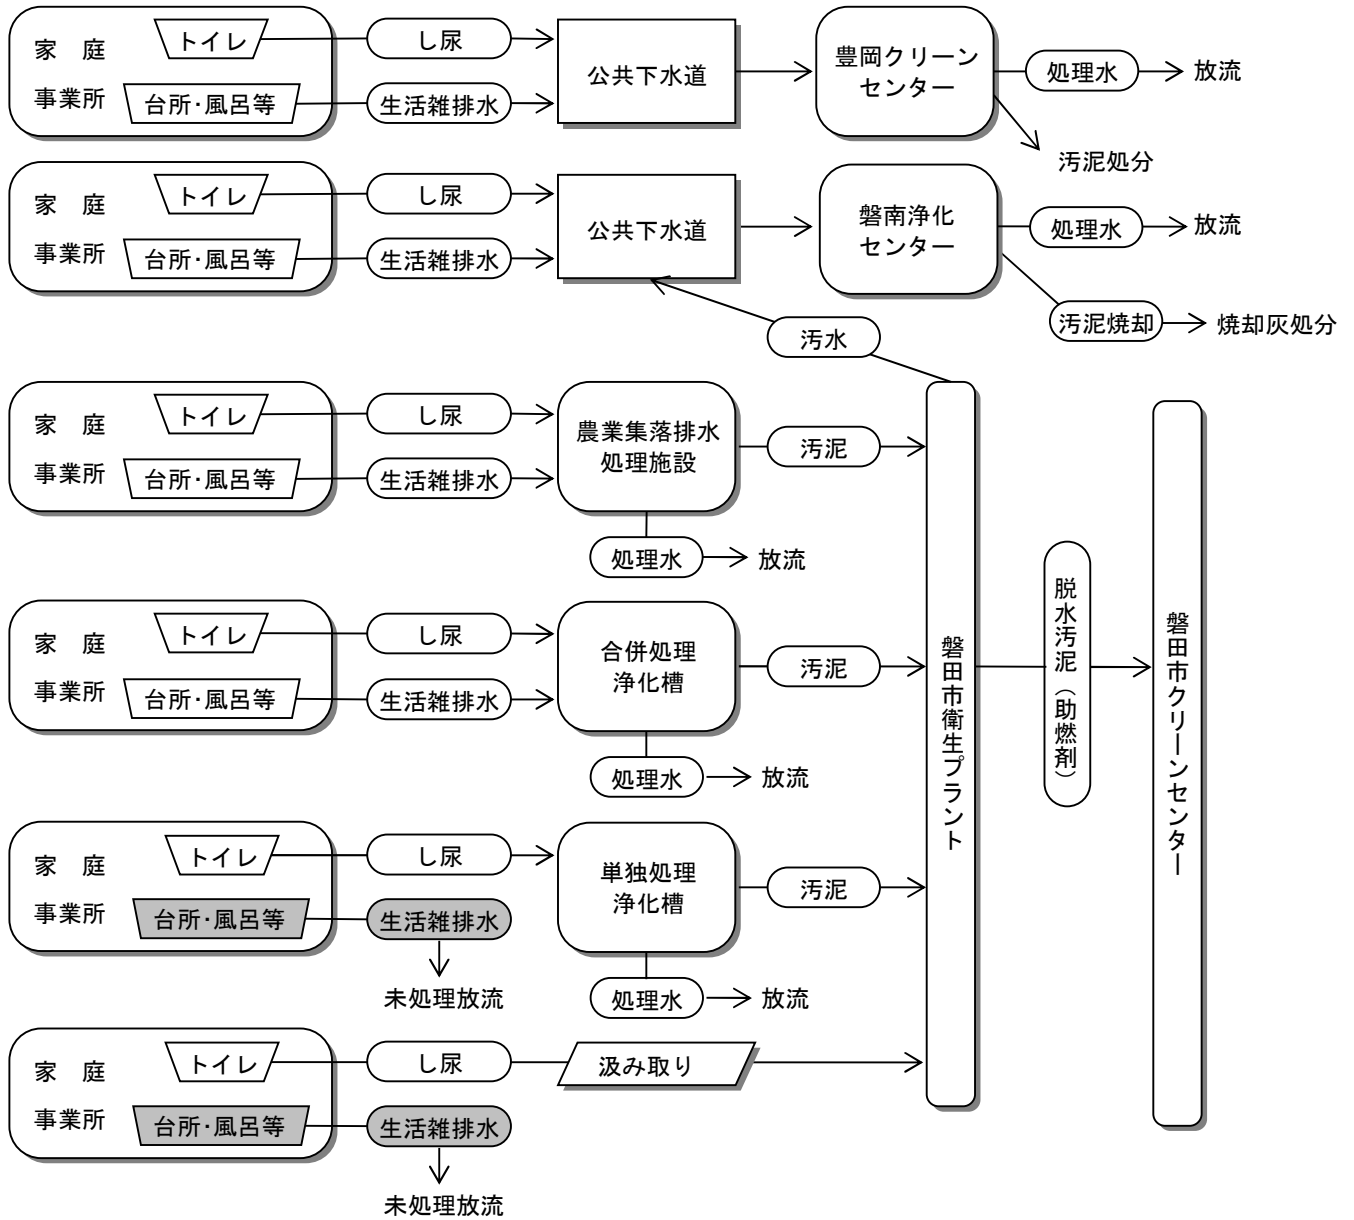 家　庭
事業所
トイレ
台所・風呂等
し尿
生活雑排水
公共下水道
豊岡クリーン
センター
処理水
放流
汚泥処分
家　庭
事業所
トイレ
台所・風呂等
し尿
生活雑排水
公共下水道
磐南浄化
センター
処理水
放流
汚泥焼却
焼却灰処分
汚水
家　庭
事業所
トイレ
台所・風呂等
し尿
生活雑排水
農業集落排水
処理施設
汚泥
処理水
放流
家　庭
事業所
トイレ
台所・風呂等
し尿
生活雑排水
合併処理
浄化槽
汚泥
処理水
放流
家　庭
事業所
トイレ
台所・風呂等
し尿
生活雑排水
未処理放流
単独処理
浄化槽
汚泥
処理水
放流
家　庭
事業所
トイレ
台所・風呂等
し尿
生活雑排水
未処理放流
汲み取り
磐田市衛生プラント
脱水汚泥（助燃剤）
磐田市クリーンセンター